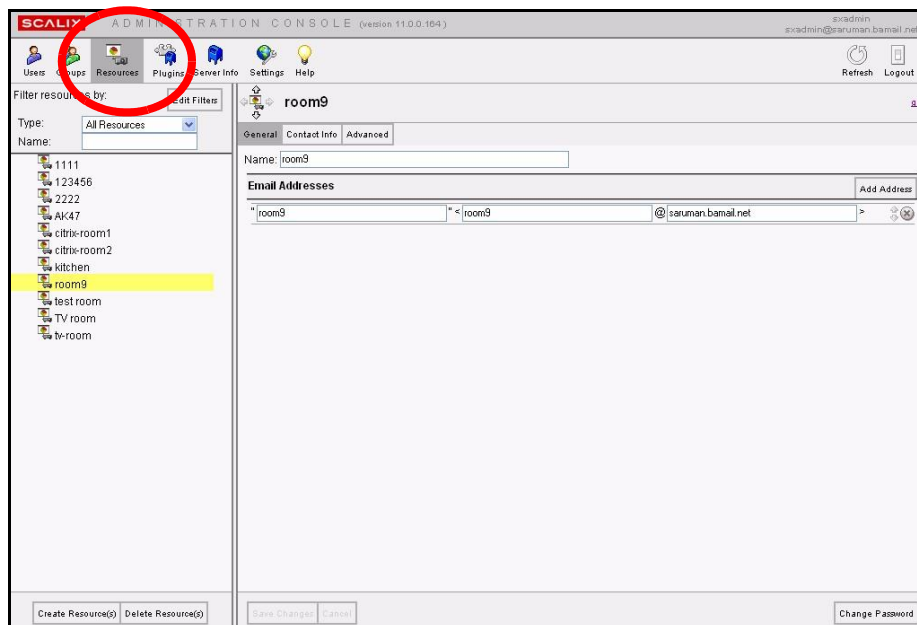 SCALIX ADMINISTRATION CONSOLE (version 11.0.0.164)
sxadmin
sxadmin@saruman.bamail.net
Users Groups Resources Plugins Server Info Settings Help Refresh Logout
Filter resources by: Edit Filters
Type: All Resources
Name:
1111
123456
2222
AK47
citrix-room1
citrix-room2
kitchen
room9
test room
TV room
tv-room
Create Resource(s) Delete Resource(s)
room9
General Contact Info Advanced
Name: room9
Email Addresses Add Address
" room9 " < room9 @ saruman.bamail.net >
Save Changes Cancel Change Password